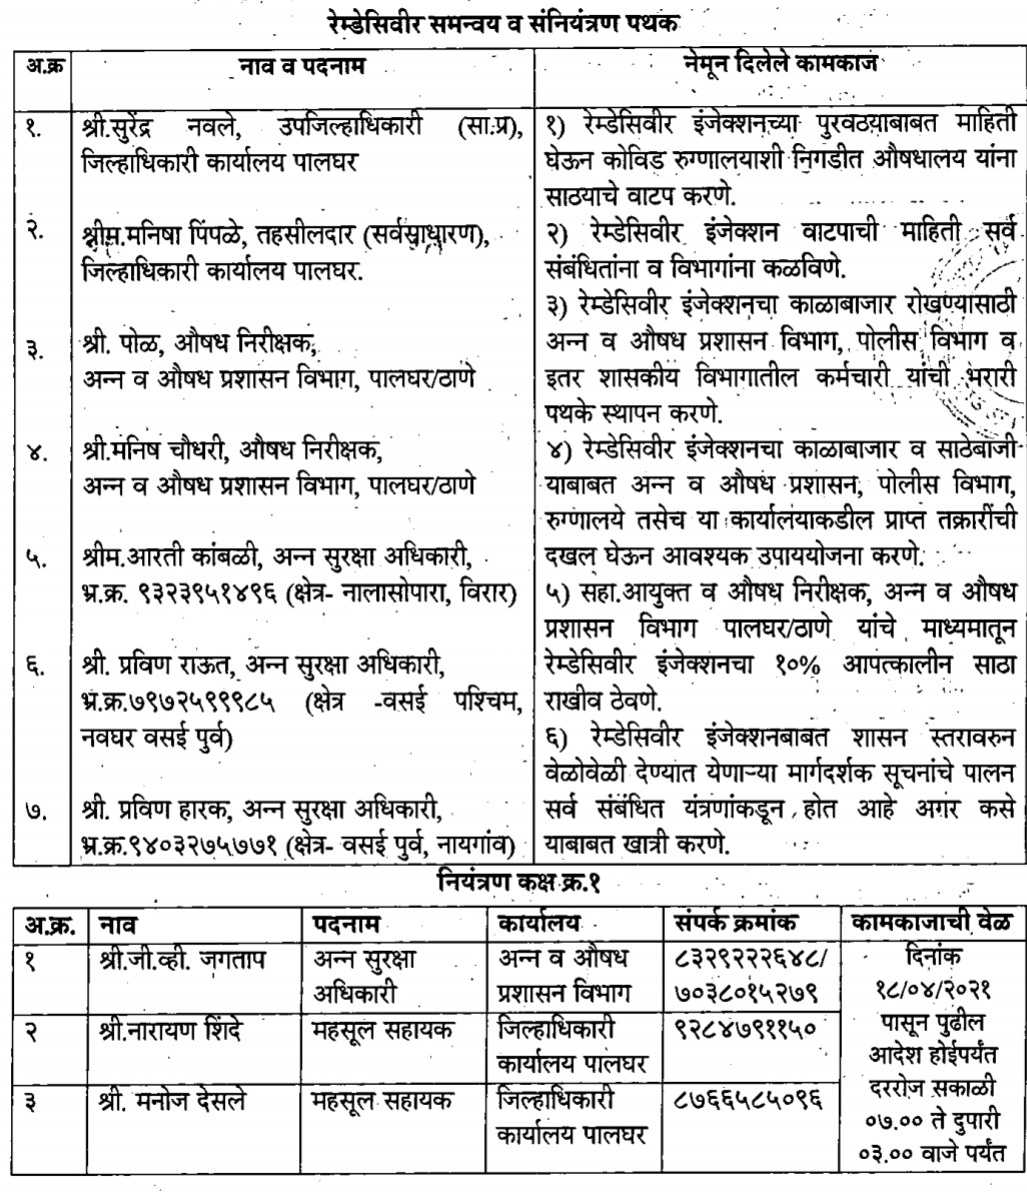 रेम्डेसिवीर समन्वय व संनियंत्रण पथक
अ.क्र
नाव व पदनाम
नेमून दिलेले कामकाज
१.
श्री.सुरेंद्र नवले, उपजिल्हाधिकारी (सा.प्र),
जिल्हाधिकारी कार्यालय पालघर
२.
श्रीम.मनिषा पिंपळे, तहसीलदार (सर्वसाधारण),
जिल्हाधिकारी कार्यालय पालघर.
३.
श्री. पोळ, औषध निरीक्षक,
अन्न व औषध प्रशासन विभाग, पालघर/ठाणे
४.
श्री.मनिष चौधरी, औषध निरीक्षक,
अन्न व औषध प्रशासन विभाग, पालघर/ठाणे
५.
श्रीम.आरती कांबळी, अन्न सुरक्षा अधिकारी,
भ्र.क्र. ९३२३९५१४९६ (क्षेत्र- नालासोपारा, विरार)
६.
श्री. प्रविण राऊत, अन्न सुरक्षा अधिकारी,
भ्र.क्र.७९७२५९९९८५ (क्षेत्र -वसई पश्चिम,
नवघर वसई पुर्व)
७.
श्री. प्रविण हारक, अन्न सुरक्षा अधिकारी,
भ्र.क्र.९४०३२७५७७१ (क्षेत्र- वसई पुर्व, नायगांव)
१) रेम्डेसिवीर इंजेक्शनच्या पुरवठयाबाबत माहिती
घेऊन कोविड रुग्णालयाशी निगडीत औषधालय यांना
साठयाचे वाटप करणे.
२) रेम्डेसिवीर इंजेक्शन वाटपाची माहिती सर्व
संबंधितांना व विभागांना कळविणे.
३) रेम्डेसिवीर इंजेक्शनचा काळाबाजार रोखण्यासाठी
अन्न व औषध प्रशासन विभाग, पोलीस विभाग व
इतर शासकीय विभागातील कर्मचारी यांची भरारी
पथके स्थापन करणे.
४) रेम्डेसिवीर इंजेक्शनचा काळाबाजार व साठेबाजी
याबाबत अन्न व औषध प्रशासन, पोलीस विभाग,
रुग्णालये तसेच या कार्यालयाकडील प्राप्त तक्रारींची
दखल घेऊन आवश्यक उपाययोजना करणे.
५) सहा.आयुक्त व औषध निरीक्षक, अन्न व औषध
प्रशासन विभाग पालघर/ठाणे यांचे माध्यमातून
रेम्डेसिवीर इंजेक्शनचा १०% आपत्कालीन साठा
राखीव ठेवणे.
६) रेम्डेसिवीर इंजेक्शनबाबत शासन स्तरावरुन
वेळोवेळी देण्यात येणाऱ्या मार्गदर्शक सूचनांचे पालन
सर्व संबंधित यंत्रणांकडून होत आहे अगर कसे
याबाबत खात्री करणे.
नियंत्रण कक्ष क्र.१
अ.क्र.
नाव
पदनाम
कार्यालय
संपर्क क्रमांक
कामकाजाची वेळ
१
श्री.जी.व्ही. जगताप
अन्न सुरक्षा
अधिकारी
अन्न व औषध
प्रशासन विभाग
८३२९२२२६४८/
७०३८०१५२७९
२
श्री.नारायण शिंदे
महसूल सहायक
जिल्हाधिकारी
कार्यालय पालघर
९२८४७९११५०
३
श्री. मनोज देसले
महसूल सहायक
जिल्हाधिकारी
कार्यालय पालघर
८७६६५८५०९६
दिनांक
१८/०४/२०२१
पासून पुढील
आदेश होईपर्यंत
दररोज सकाळी
०७.०० ते दुपारी
०३.०० वाजे पर्यंत